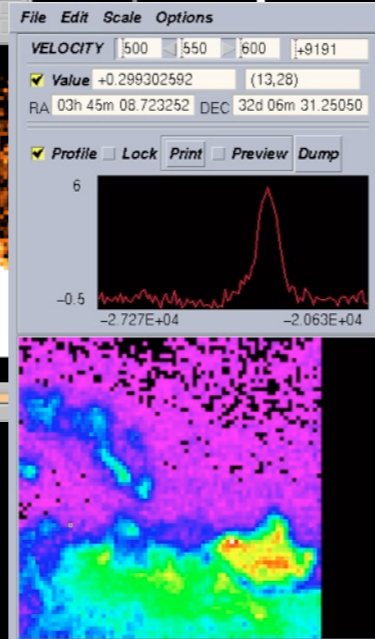 File Edit Scale Options
VELOCITY 500 550 600 +9191
Value +0.299302592 (13,28)
RA 03h 45m 08.723252 DEC 32d 06m 31.25050
Profile Lock Print Preview Dump
6
-0.5
-2.727E+04 -2.063E+04